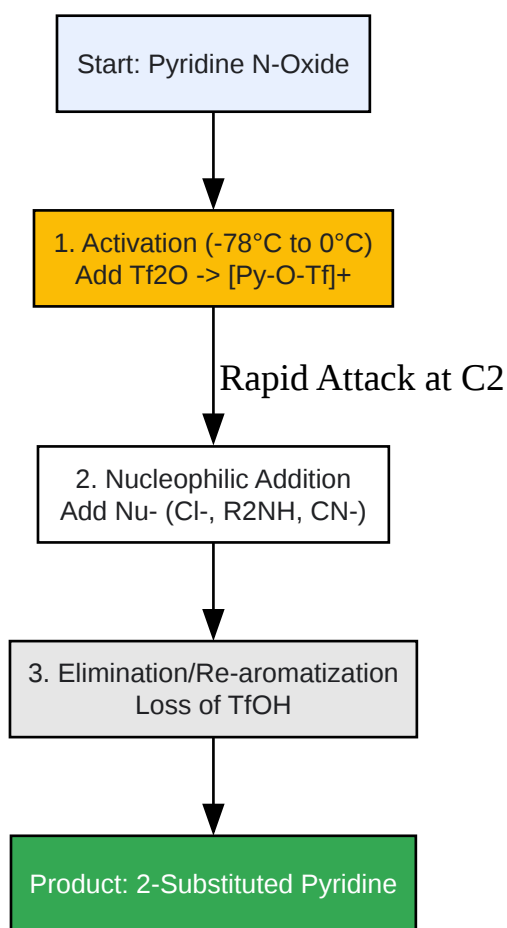 Start: Pyridine N-Oxide
1. Activation (-78°C to 0°C)
Add Tf2O -> [Py-O-Tf]+
Rapid Attack at C2
2. Nucleophilic Addition
Add Nu- (Cl-, R2NH, CN-)
3. Elimination/Re-aromatization
Loss of TfOH
Product: 2-Substituted Pyridine